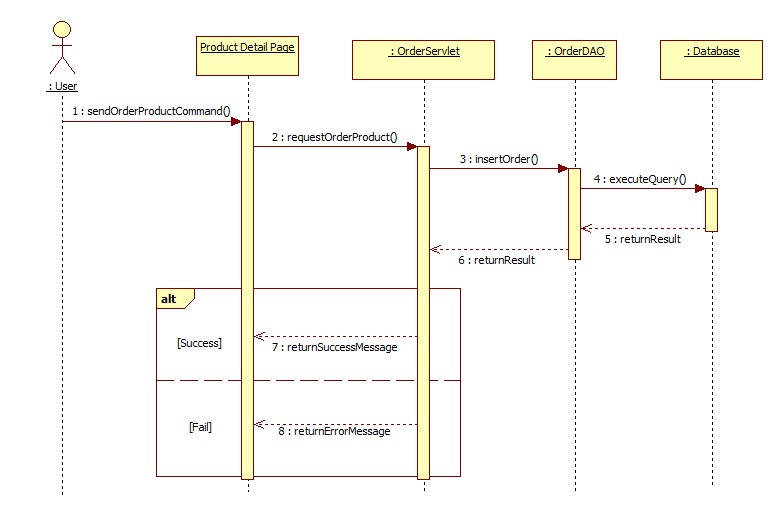 Product Detail Page
: OrderServlet
: OrderDAO
: Database
: User
1 : sendOrderProductCommand()
2 : requestOrderProduct()
3 : insertOrder()
4 : executeQuery()
5 : returnResult
6 : returnResult
alt
[Success]
7 : returnSuccessMessage
[Fail]
8 : returnErrorMessage